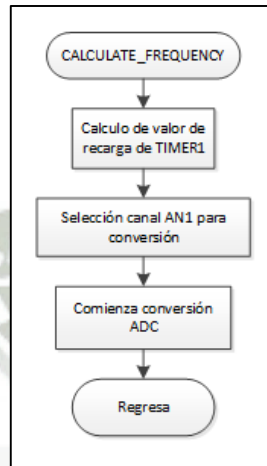 CALCULATE_FREQUENCY
Calculo de valor de
recarga de TIMER1
Selección canal AN1 para
conversión
Comienza conversión
ADC
Regresa